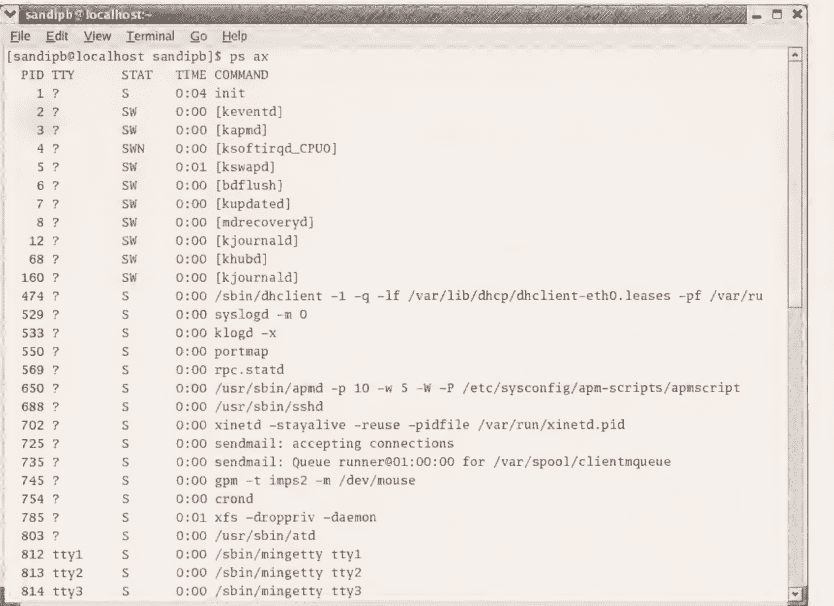 sandipb@localhost:~
File Edit View Terminal Go Help
[sandipb@localhost sandipb]$ ps ax
PID TTY STAT TIME COMMAND
1 ? S 0:04 init
2 ? SW 0:00 [keventd]
3 ? SW 0:00 [kapmd]
4 ? SWN 0:00 [ksoftirqd_CPU0]
5 ? SW 0:01 [kswapd]
6 ? SW 0:00 [bdflush]
7 ? SW 0:00 [kupdated]
8 ? SW 0:00 [mdrecoveryd]
12 ? SW 0:00 [kjournald]
68 ? SW 0:00 [khubd]
160 ? SW 0:00 [kjournald]
474 ? S 0:00 /sbin/dhclient -1 -q -lf /var/lib/dhcp/dhclient-eth0.leases -pf /var/ru
529 ? S 0:00 syslogd -m 0
533 ? S 0:00 klogd -x
550 ? S 0:00 portmap
569 ? S 0:00 rpc.statd
650 ? S 0:00 /usr/sbin/apmd -p 10 -w 5 -W -P /etc/sysconfig/apm-scripts/apmscript
688 ? S 0:00 /usr/sbin/sshd
702 ? S 0:00 xinetd -stayalive -reuse -pidfile /var/run/xinetd.pid
725 ? S 0:00 sendmail: accepting connections
735 ? S 0:00 sendmail: Queue runner@01:00:00 for /var/spool/clientmqueue
745 ? S 0:00 gpm -t imps2 -m /dev/mouse
754 ? S 0:00 crond
785 ? S 0:01 xfs -droppriv -daemon
803 ? S 0:00 /usr/sbin/atd
812 tty1 S 0:00 /sbin/mingetty tty1
813 tty2 S 0:00 /sbin/mingetty tty2
814 tty3 S 0:00 /sbin/mingetty tty3